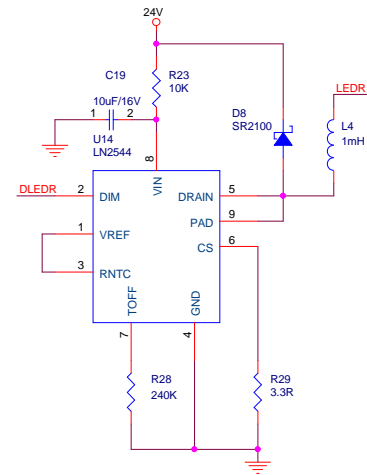 24V
C19
R23
10K
10uF/16V
1
2
LEDR
D8
SR2100
L4
1mH
U14
LN2544
8
VIN
DLEDR
2
DIM
DRAIN
5
PAD
9
1
VREF
CS
6
3
RNTC
TOFF
GND
7
4
R28
240K
R29
3.3R